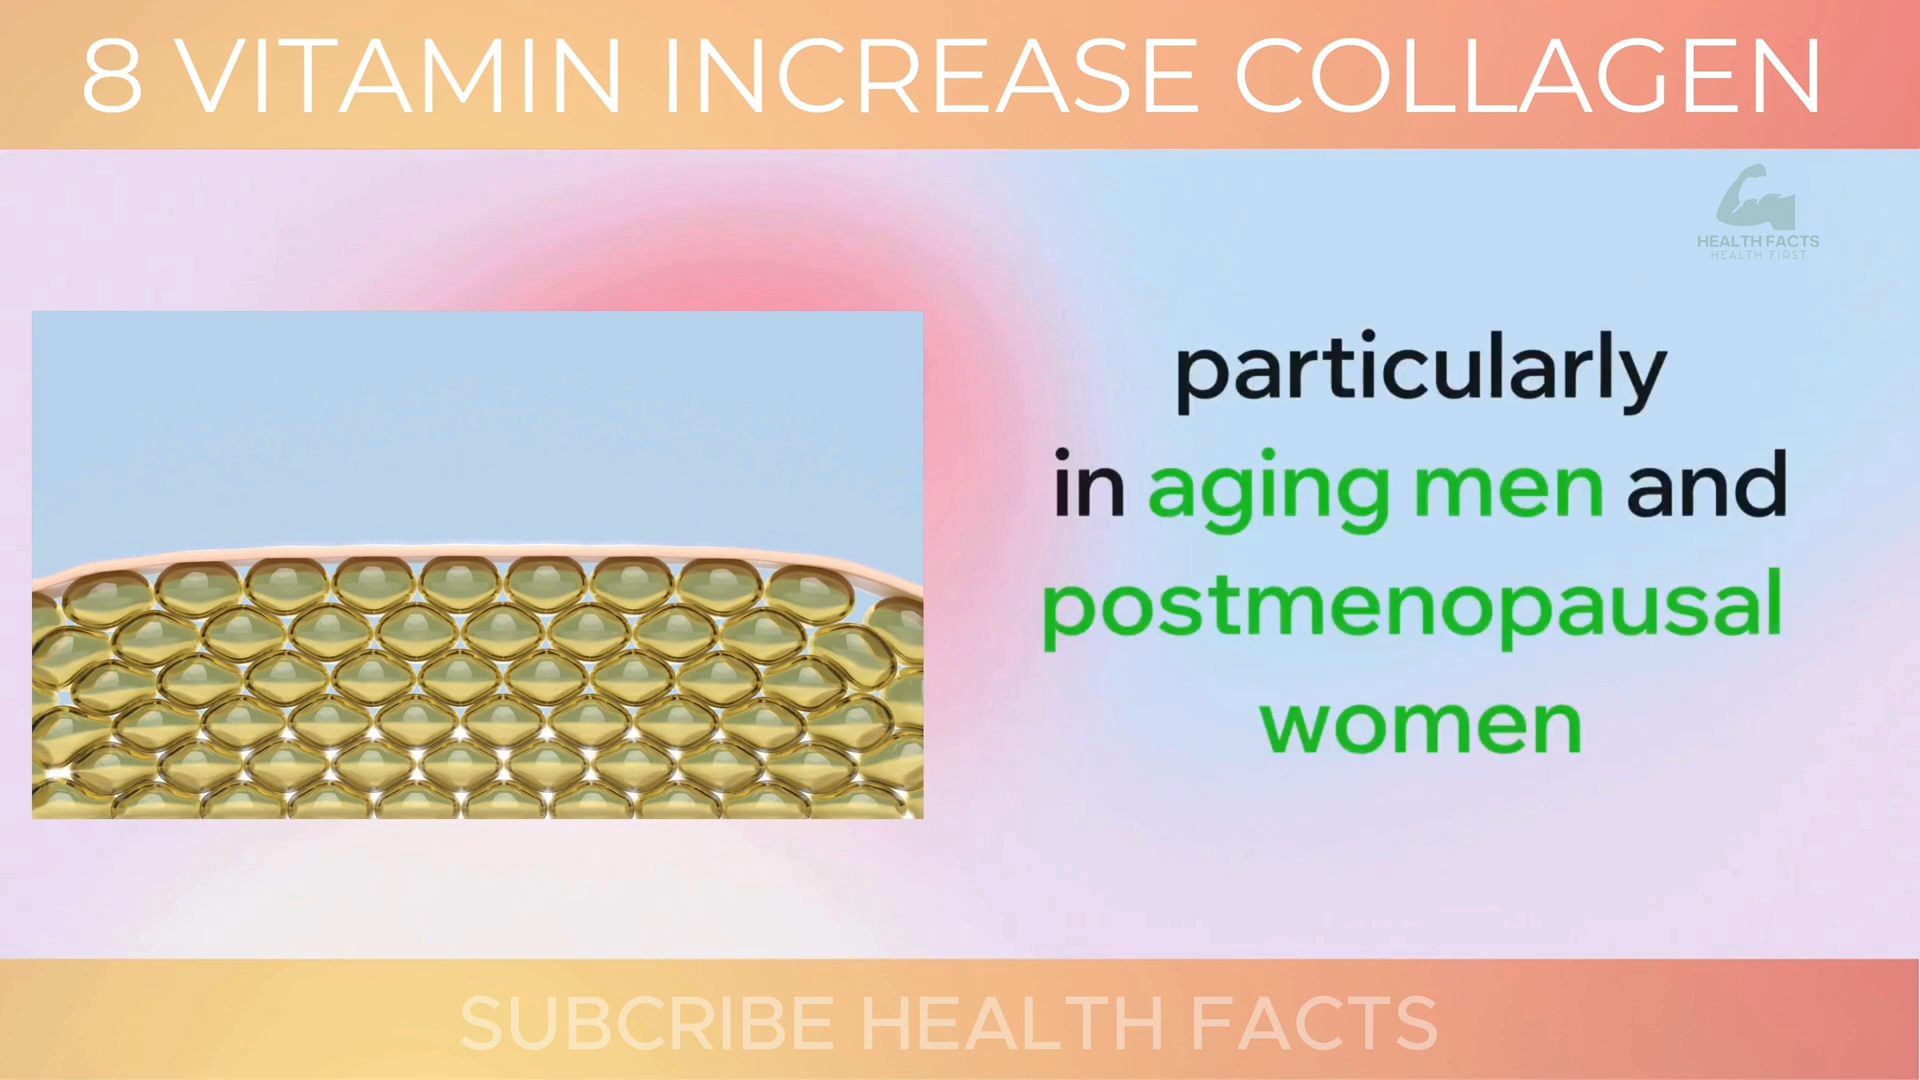 8 VITAMIN INCREASE COLLAGEN
HEALTH FACTS
HEALTH FIRST
particularly
in aging men and
postmenopausal
women
SUBCRIBE HEALTH FACTS